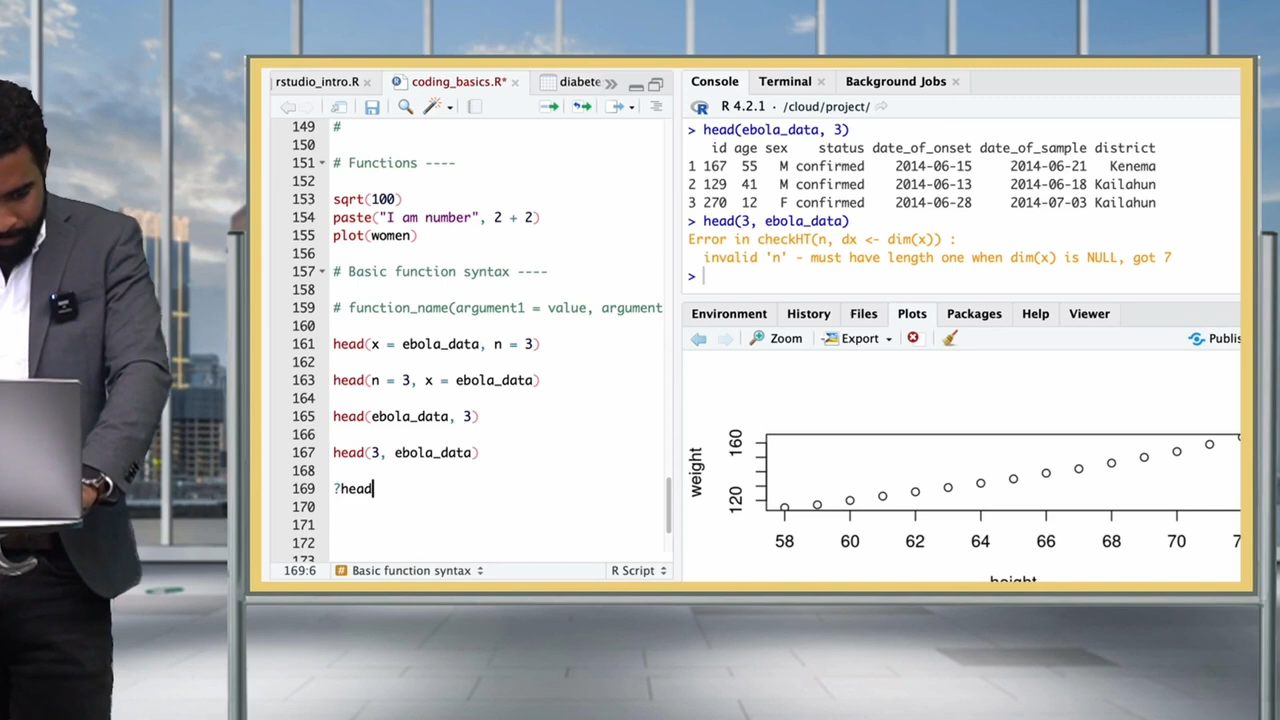 rstudio_intro.R
coding_basics.R*
diabete
149 #
150
151 # Functions ----
152
153 sqrt(100)
154 paste("I am number", 2 + 2)
155 plot(women)
156
157 # Basic function syntax ----
158
159 # function_name(argument1 = value, argument
160
161 head(x = ebola_data, n = 3)
162
163 head(n = 3, x = ebola_data)
164
165 head(ebola_data, 3)
166
167 head(3, ebola_data)
168
169 ?head
170
171
172
173
169:6 # Basic function syntax R Script
Console Terminal Background Jobs
R R 4.2.1 · /cloud/project/
> head(ebola_data, 3)
id age sex status date_of_onset date_of_sample district
1 167 55 M confirmed 2014-06-15 2014-06-21 Kenema
2 129 41 M confirmed 2014-06-13 2014-06-18 Kailahun
3 270 12 F confirmed 2014-06-28 2014-07-03 Kailahun
> head(3, ebola_data)
Error in checkHT(n, dx <- dim(x)) :
invalid 'n' - must have length one when dim(x) is NULL, got 7
>
Environment History Files Plots Packages Help Viewer
Zoom Export Publis
weight
160
120
58 60 62 64 66 68 70 7
height